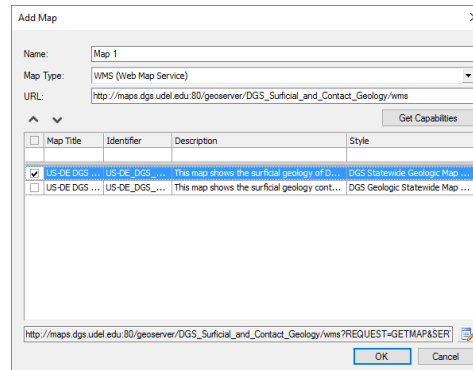 Add Map
Name: Map 1
Map Type: WMS (Web Map Service)
URL: http://maps.dgs.udel.edu:80/geoserver/DGS_Surficial_and_Contact_Geology/wms
Get Capabilities
Map Title Identifier Description Style
US-DE DGS ... US-DE_DGS_... This map shows the surficial geology of D... DGS Statewide Geologic Map ...
US-DE DGS ... US-DE_DGS_... This map shows the surficial geology cont... DGS Geologic Statewide Map ...
http://maps.dgs.udel.edu:80/geoserver/DGS_Surficial_and_Contact_Geology/wms?REQUEST=GETMAP&SER
OK Cancel